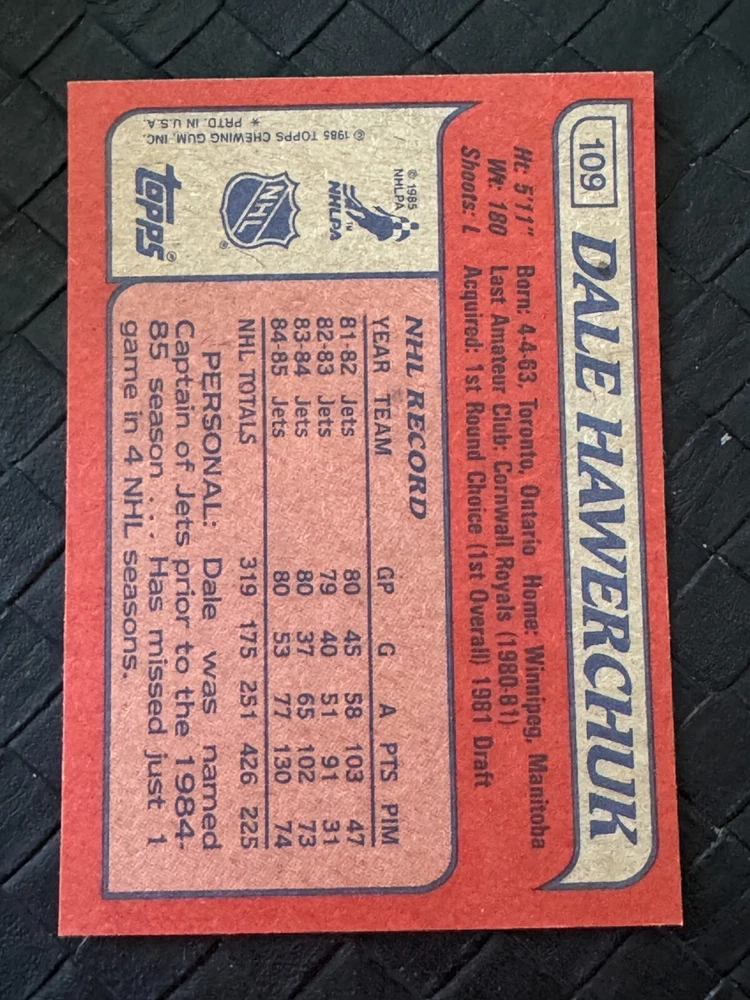 109 DALE HAWERCHUK
Ht: 5'11" Born: 4-4-63, Toronto, Ontario Home: Winnipeg, Manitoba
Wt: 180 Last Amateur Club: Cornwall Royals (1980-81)
Shoots: L Acquired: 1st Round Choice (1st Overall) 1981 Draft
© 1985
NHLPA
NHLPA™
NHL®
TOPPS®
© 1985 TOPPS CHEWING GUM, INC.
* PRTD. IN U.S.A.
NHL RECORD
YEAR TEAM GP G A PTS PIM
81-82 Jets 80 45 58 103 47
82-83 Jets 79 40 51 91 31
83-84 Jets 80 37 65 102 73
84-85 Jets 80 53 77 130 74
NHL TOTALS 319 175 251 426 225
PERSONAL: Dale was named
Captain of Jets prior to the 1984-
85 season . . . Has missed just 1
game in 4 NHL seasons.